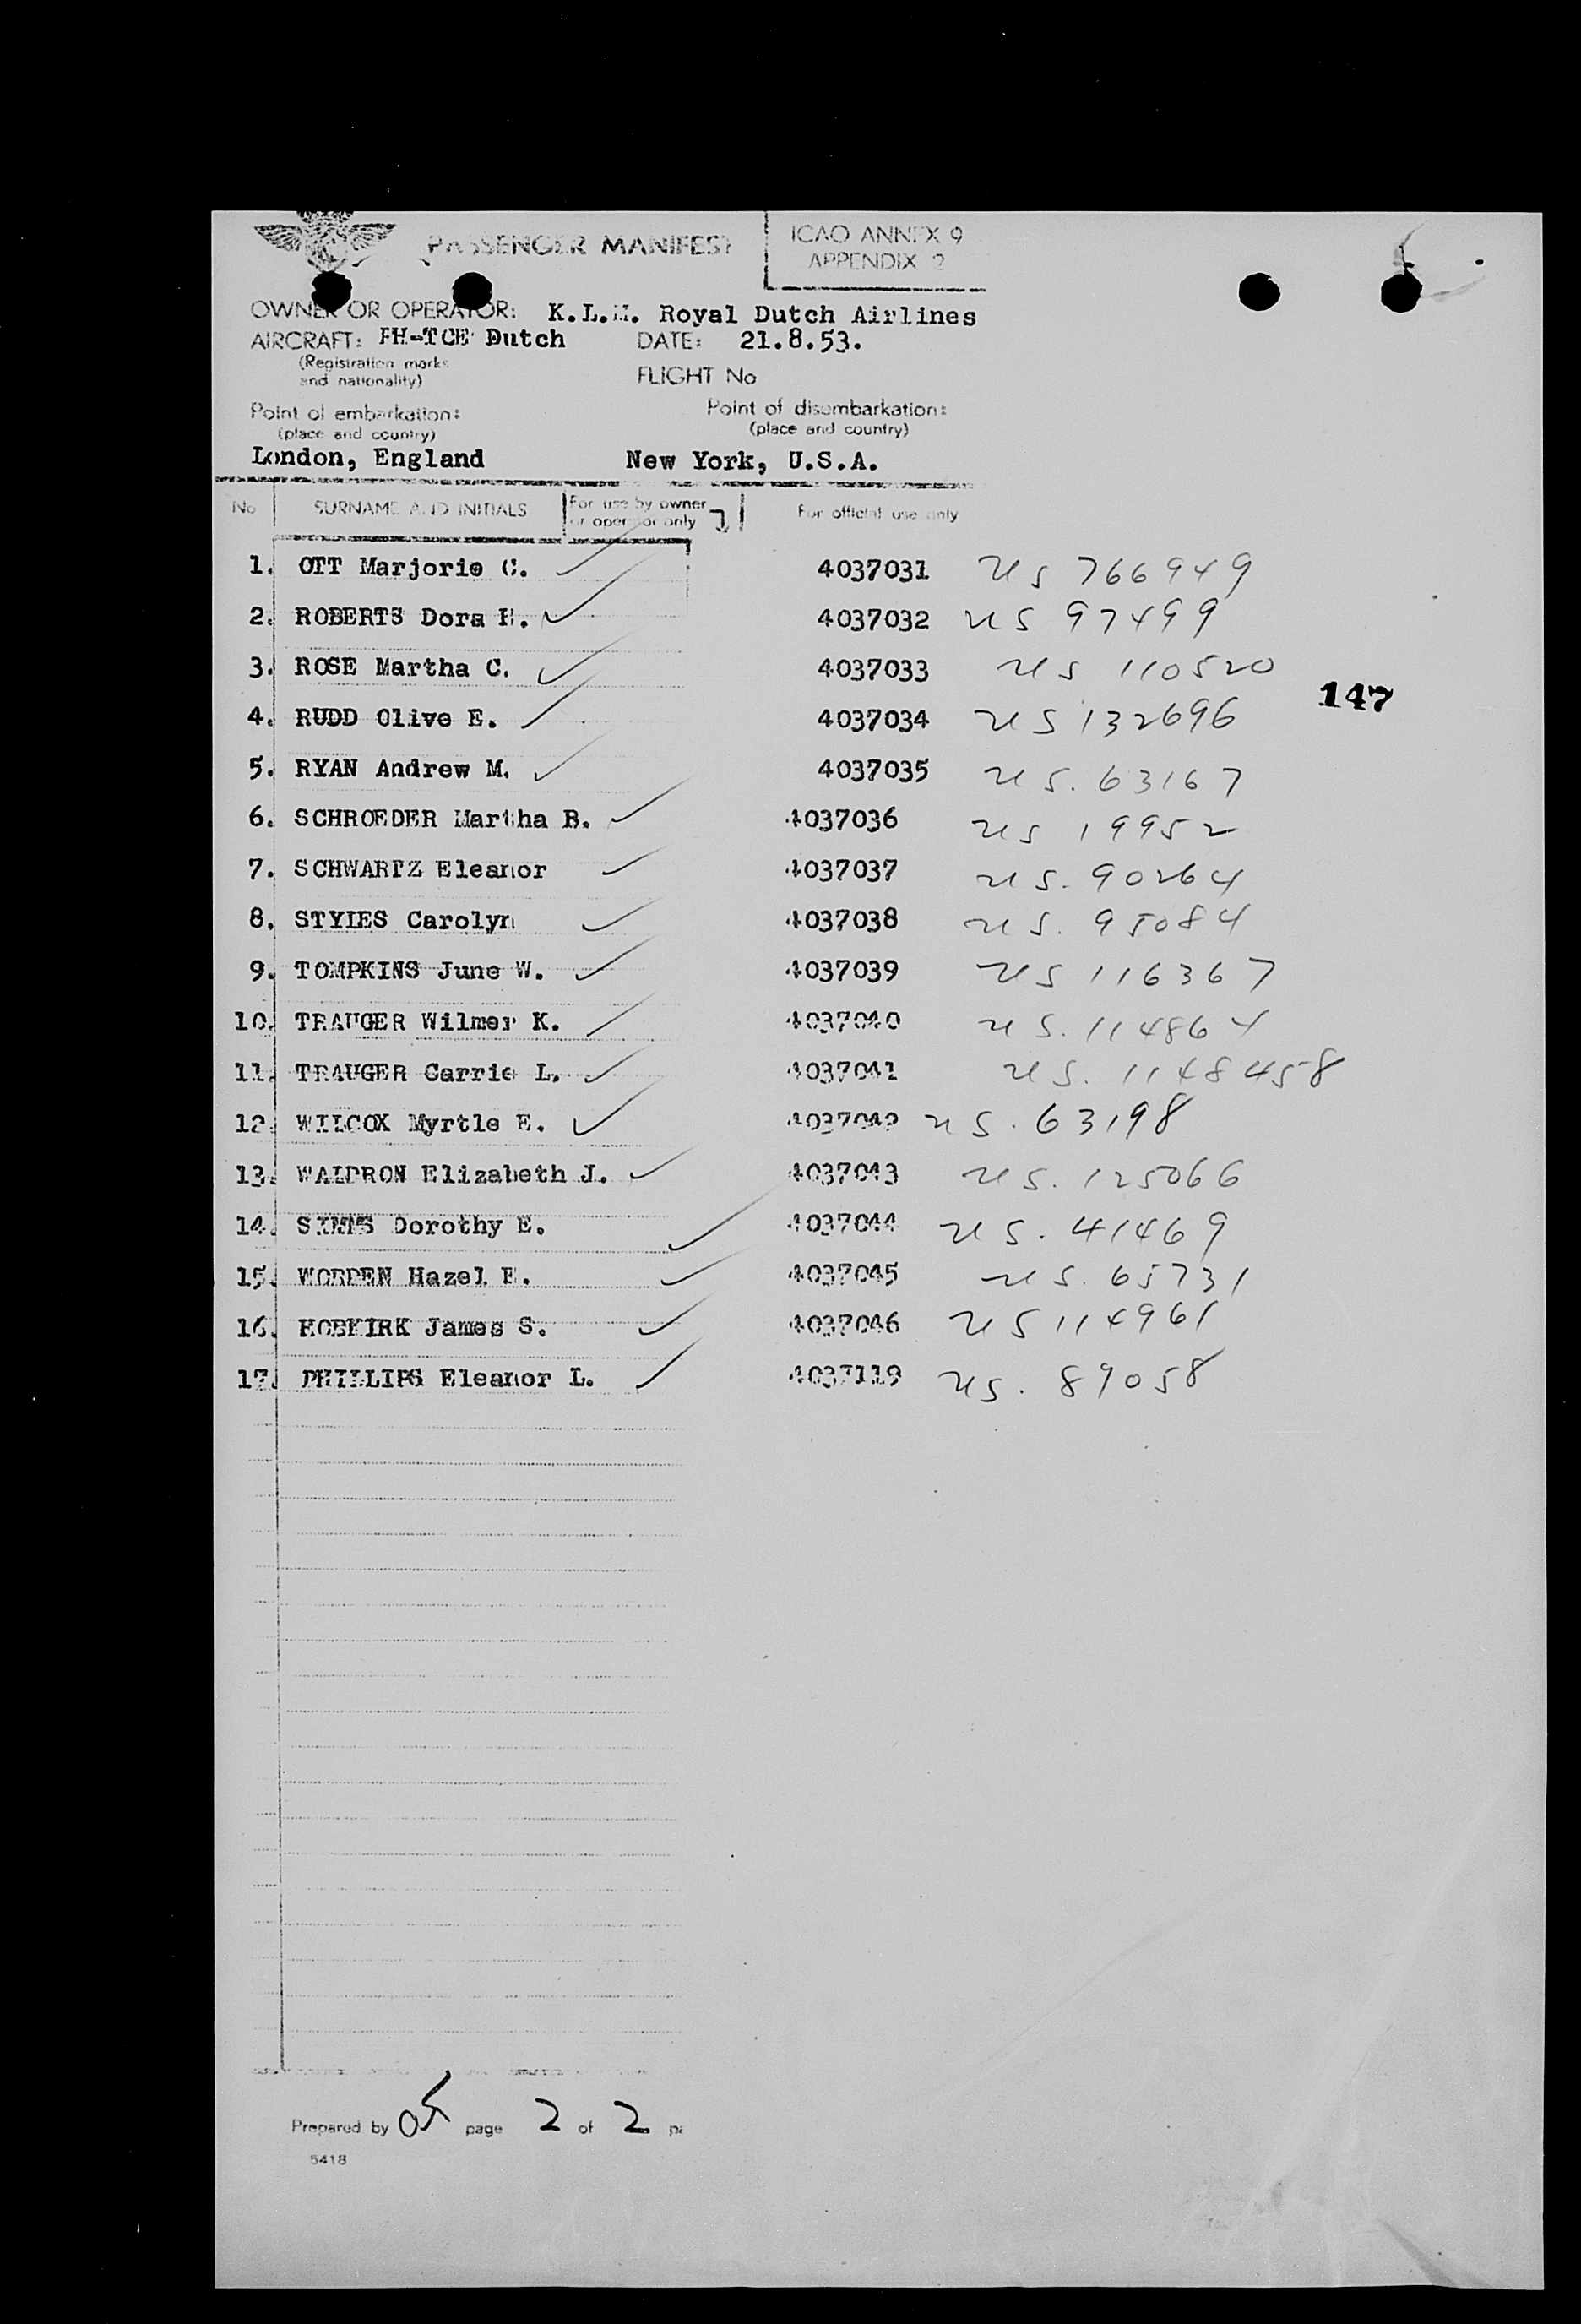 PASSENGER MANIFEST
ICAO ANNEX 9
APPENDIX 2
OWNER OR OPERATOR: K.L.M. Royal Dutch Airlines
AIRCRAFT: PH-TCE Dutch DATE: 21.8.53.
(Registration marks
and nationality)
FLIGHT No
Point of embarkation: Point of disembarkation:
(place and country) (place and country)
London, England New York, U.S.A.
No SURNAME AND INITIALS For use by owner or operator only For official use only
1. OTT Marjorie C. 4037031 US 766949
2. ROBERTS Dora H. 4037032 US 97499
3. ROSE Martha C. 4037033 US 110520
147
4. RUDD Olive E. 4037034 US 132696
5. RYAN Andrew M. 4037035 US. 63167
6. SCHROEDER Martha B. 4037036 US 19952
7. SCHWARTZ Eleanor 4037037 US. 90264
8. STYLES Carolyn 4037038 US. 95084
9. TOMPKINS June W. 4037039 US 116367
10. TRAUGER Wilmer K. 4037040 US. 114864
11. TRAUGER Carrie L. 4037041 US. 1148458
12. WILCOX Myrtle E. 4037042 US. 63198
13. WALDRON Elizabeth J. 4037043 US. 125066
14. Dorothy E. 4037044 US. 41469
15. WORDEN Hazel E. 4037045 US. 65731
16. HOBKIRK James S. 4037046 US 114961
17. PHILLIPS Eleanor L. 4037119 US. 89058
Prepared by page 2 of 2
5418